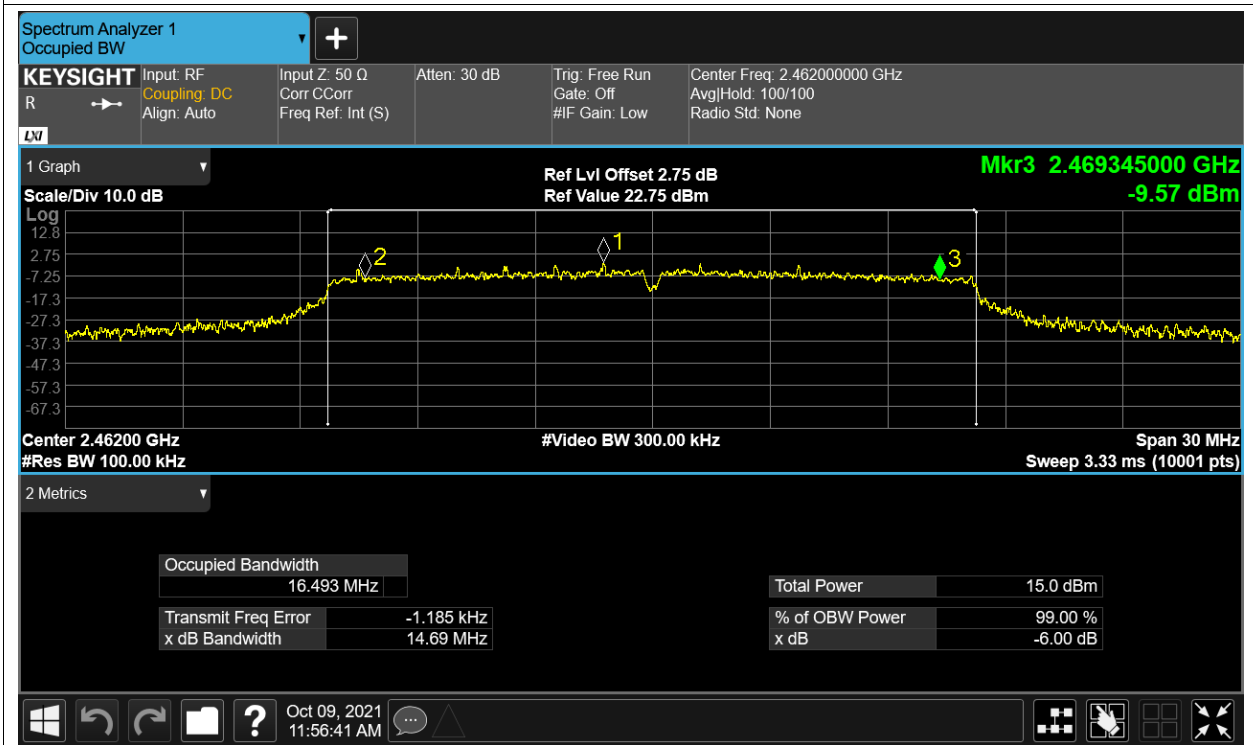 Spectrum Analyzer 1
Occupied BW
+
KEYSIGHT
R
LXI
Input: RF
Coupling: DC
Align: Auto
Input Z: 50 Ω
Corr CCorr
Freq Ref: Int (S)
Atten: 30 dB
Trig: Free Run
Gate: Off
#IF Gain: Low
Center Freq: 2.462000000 GHz
Avg|Hold: 100/100
Radio Std: None
1 Graph
Scale/Div 10.0 dB
Ref Lvl Offset 2.75 dB
Ref Value 22.75 dBm
Mkr3 2.469345000 GHz
-9.57 dBm
Log
12.8
2.75
-7.25
-17.3
-27.3
-37.3
-47.3
-57.3
-67.3
2
1
3
Center 2.46200 GHz
#Video BW 300.00 kHz
Span 30 MHz
#Res BW 100.00 kHz
Sweep 3.33 ms (10001 pts)
2 Metrics
Occupied Bandwidth
16.493 MHz
Transmit Freq Error -1.185 kHz
x dB Bandwidth 14.69 MHz
Total Power 15.0 dBm
% of OBW Power 99.00 %
x dB -6.00 dB
?
Oct 09, 2021
11:56:41 AM